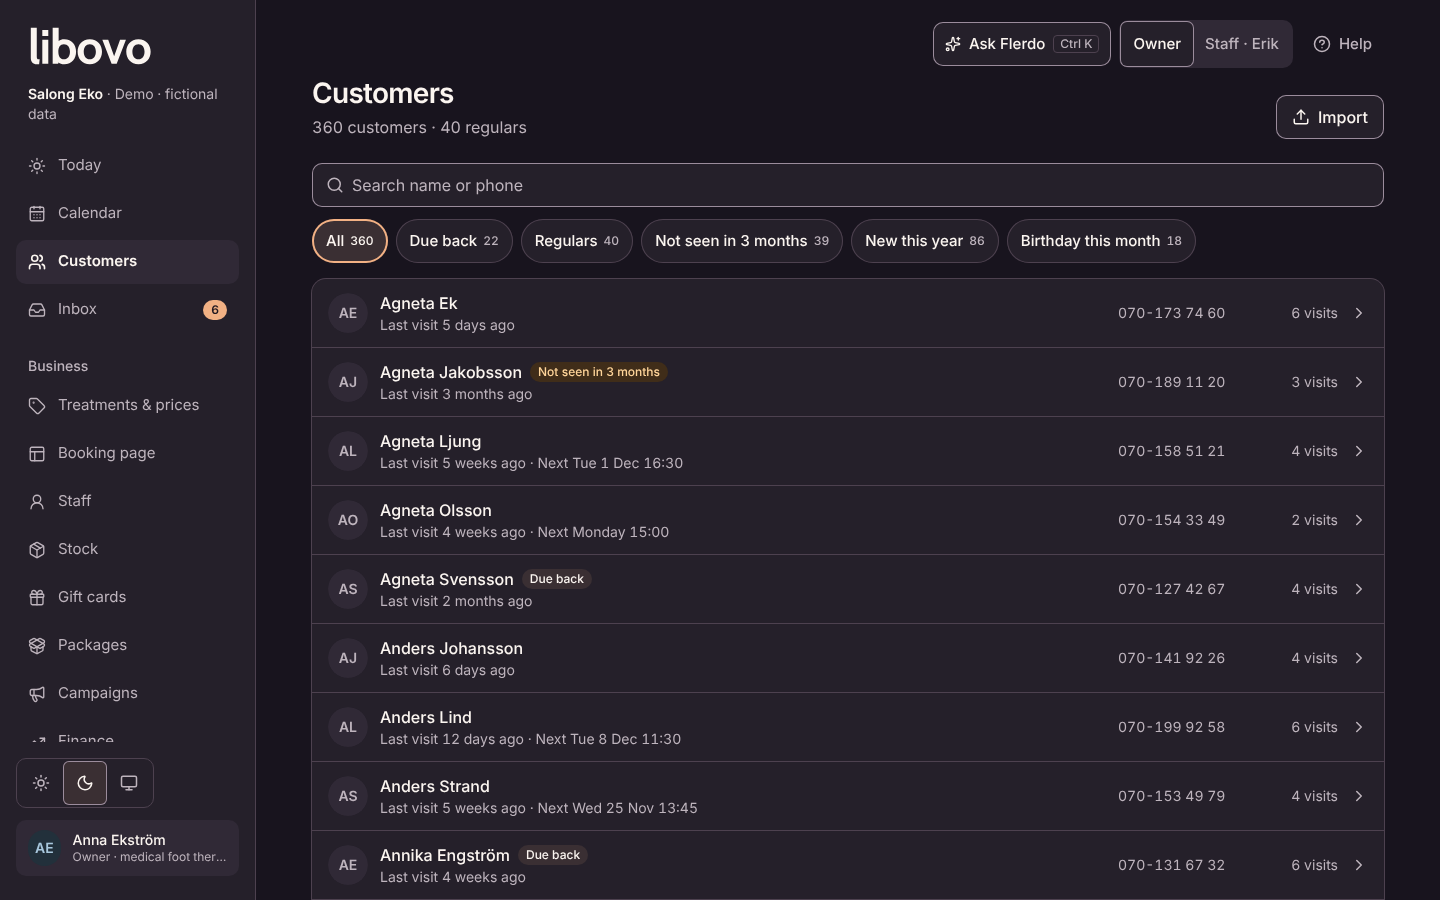 libovo
Salong Eko · Demo · fictional
data
Today
Calendar
Customers
Inbox 6
Business
Treatments & prices
Booking page
Staff
Stock
Gift cards
Packages
Campaigns
Finance
AE Anna Ekström
Owner · medical foot ther...
Ask Flerdo Ctrl K
Owner
Staff · Erik
Help
Customers
360 customers · 40 regulars
Import
Search name or phone
All 360
Due back 22
Regulars 40
Not seen in 3 months 39
New this year 86
Birthday this month 18
AE Agneta Ek 070-173 74 60 6 visits
Last visit 5 days ago
AJ Agneta Jakobsson Not seen in 3 months 070-189 11 20 3 visits
Last visit 3 months ago
AL Agneta Ljung 070-158 51 21 4 visits
Last visit 5 weeks ago · Next Tue 1 Dec 16:30
AO Agneta Olsson 070-154 33 49 2 visits
Last visit 4 weeks ago · Next Monday 15:00
AS Agneta Svensson Due back 070-127 42 67 4 visits
Last visit 2 months ago
AJ Anders Johansson 070-141 92 26 4 visits
Last visit 6 days ago
AL Anders Lind 070-199 92 58 6 visits
Last visit 12 days ago · Next Tue 8 Dec 11:30
AS Anders Strand 070-153 49 79 4 visits
Last visit 5 weeks ago · Next Wed 25 Nov 13:45
AE Annika Engström Due back 070-131 67 32 6 visits
Last visit 4 weeks ago